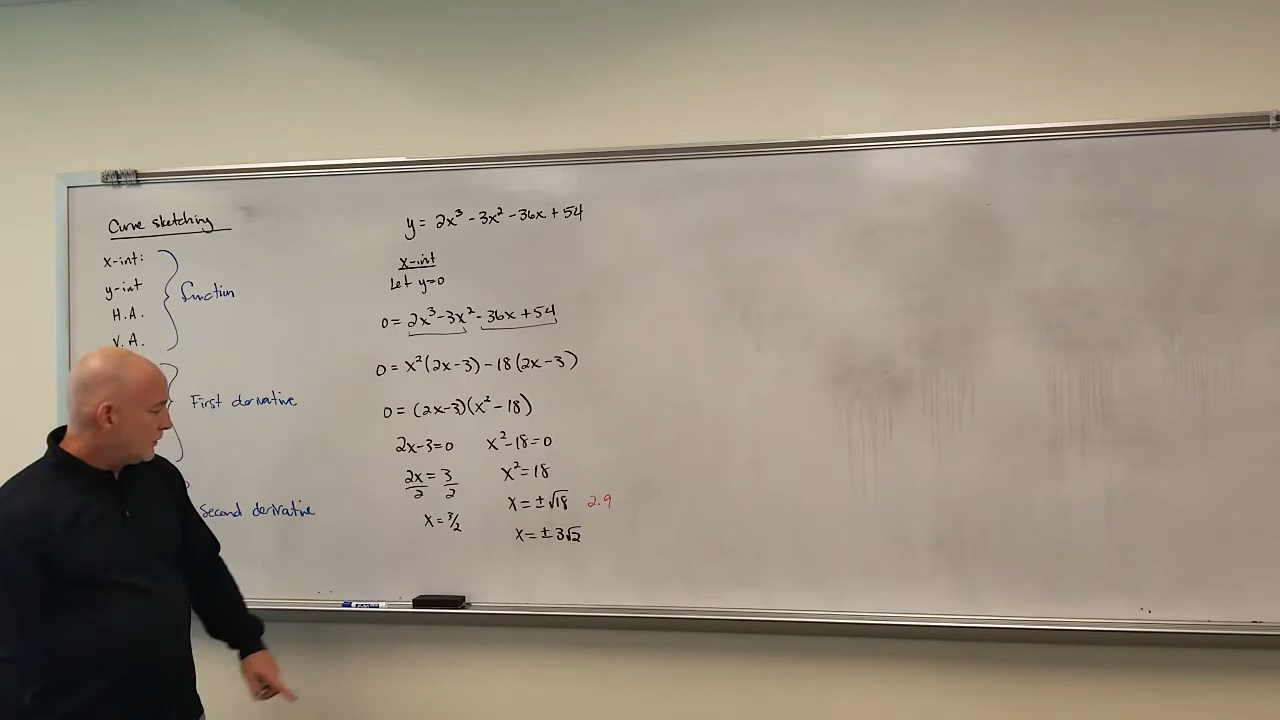 Curve sketching
x-int:
y-int
H.A.
V.A.
function
First derivative
Second derivative
y = 2x³ - 3x² - 36x + 54
x-int
Let y=0
0 = 2x³-3x² - 36x + 54
0 = x²(2x-3) - 18(2x-3)
0 = (2x-3)(x² - 18)
2x-3=0 x²-18=0
2x/2 = 3/2 x²=18
x = 3/2 x = ±√18 2·9
x = ±3√2